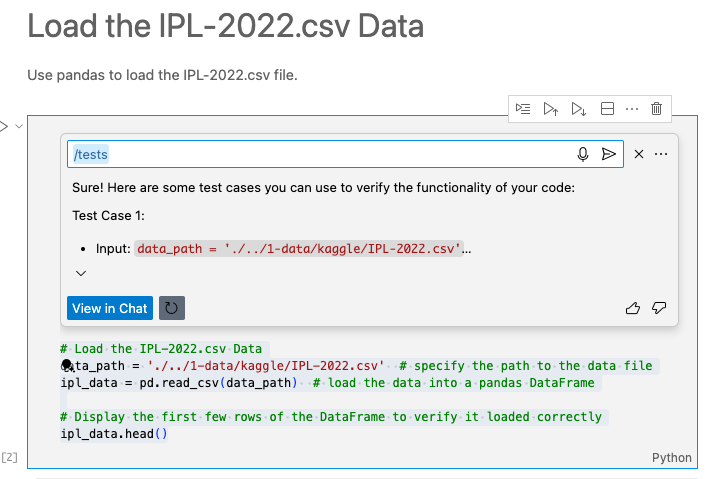 Load the IPL-2022.csv Data
Use pandas to load the IPL-2022.csv file.
/tests
Sure! Here are some test cases you can use to verify the functionality of your code:
Test Case 1:
• Input: data_path = './../1-data/kaggle/IPL-2022.csv'...
View in Chat
# Load the IPL-2022.csv Data
data_path = './../1-data/kaggle/IPL-2022.csv'  # specify the path to the data file
ipl_data = pd.read_csv(data_path)  # load the data into a pandas DataFrame
# Display the first few rows of the DataFrame to verify it loaded correctly
ipl_data.head()
[2]
Python